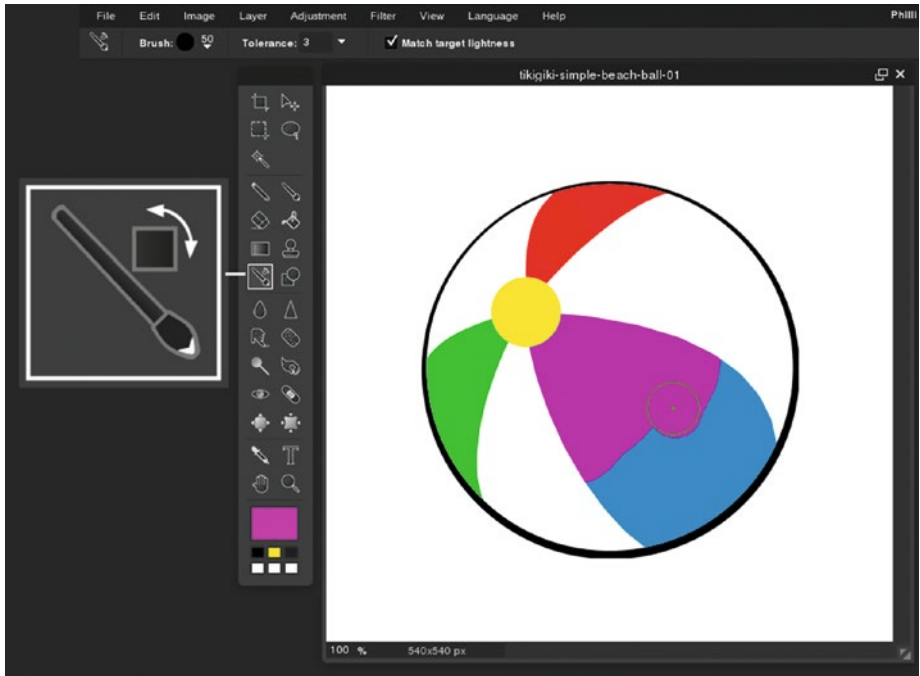 File Edit Image Layer Adjustment Filter View Language Help Philli
Brush: 50 Tolerance: 3 Match target lightness
tikigiki-simple-beach-ball-01
100 % 540x540 px